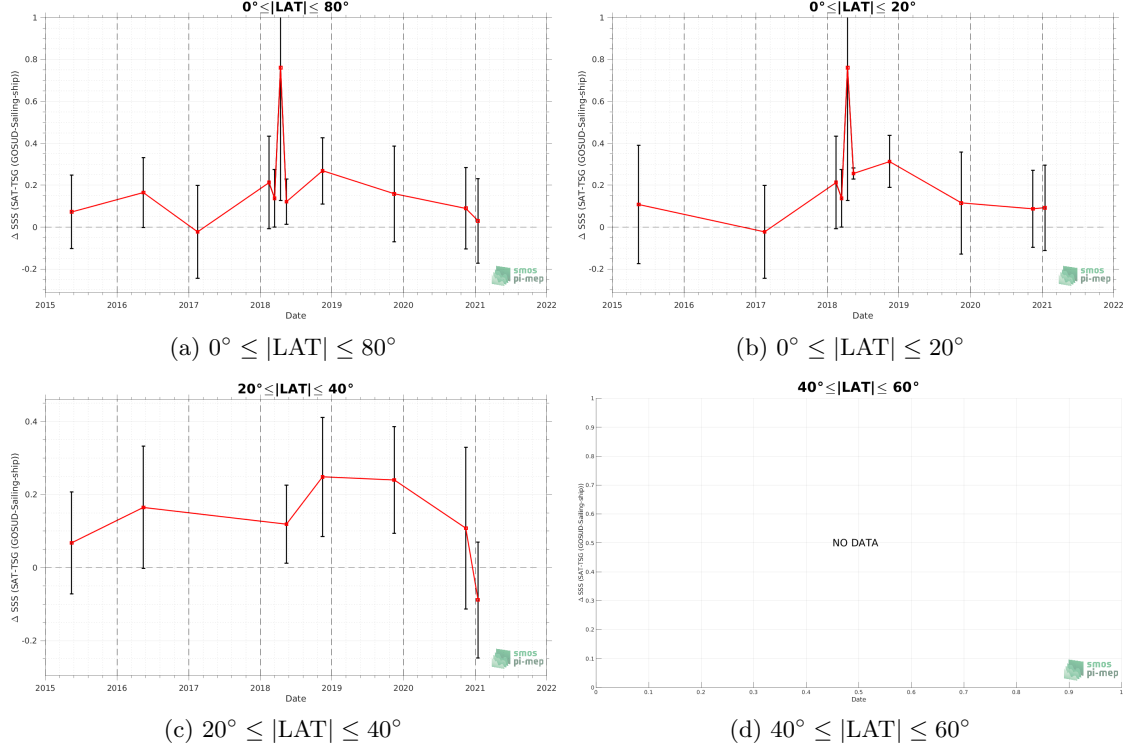 0°≤|LAT|≤ 80°
1
0.8
0.6
0.4
0.2
0
-0.2
Δ SSS (SAT-TSG (GOSUD-Sailing-ship))
2015 2016 2017 2018 2019 2020 2021 2022
Date
smos
pi-mep
(a) 0° ≤ |LAT| ≤ 80°
0°≤|LAT|≤ 20°
1
0.8
0.6
0.4
0.2
0
-0.2
Δ SSS (SAT-TSG (GOSUD-Sailing-ship))
2015 2016 2017 2018 2019 2020 2021 2022
Date
smos
pi-mep
(b) 0° ≤ |LAT| ≤ 20°
20°≤|LAT|≤ 40°
0.4
0.2
0
-0.2
Δ SSS (SAT-TSG (GOSUD-Sailing-ship))
2015 2016 2017 2018 2019 2020 2021 2022
Date
smos
pi-mep
(c) 20° ≤ |LAT| ≤ 40°
40°≤|LAT|≤ 60°
1
0.9
0.8
0.7
0.6
0.5
0.4
0.3
0.2
0.1
0
Δ SSS (SAT-TSG (GOSUD-Sailing-ship))
NO DATA
0 0.1 0.2 0.3 0.4 0.5 0.6 0.7 0.8 0.9 1
Date
smos
pi-mep
(d) 40° ≤ |LAT| ≤ 60°